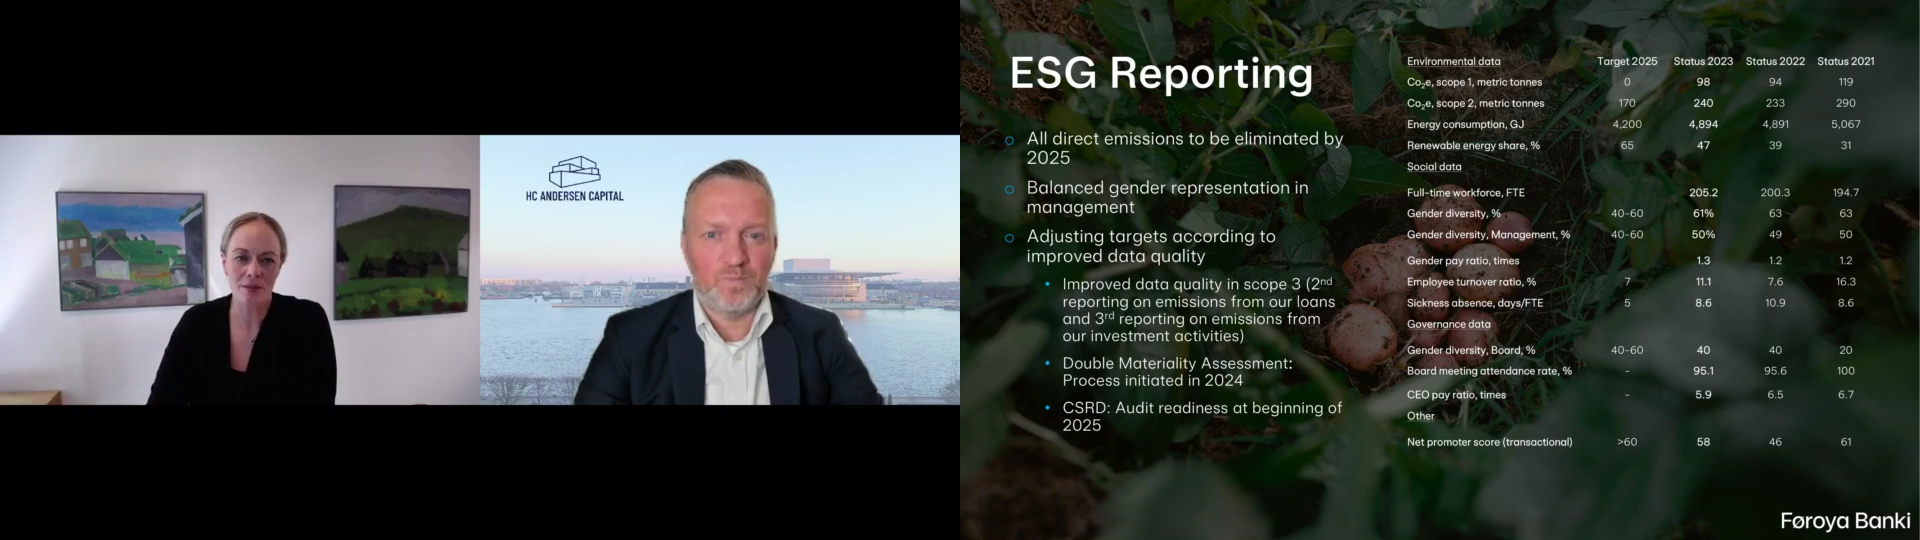 HC ANDERSEN CAPITAL
ESG Reporting
All direct emissions to be eliminated by
2025
Balanced gender representation in
management
Adjusting targets according to
improved data quality
Improved data quality in scope 3 (2nd
reporting on emissions from our loans
and 3rd reporting on emissions from
our investment activities)
Double Materiality Assessment:
Process initiated in 2024
CSRD: Audit readiness at beginning of
2025
Environmental data Target 2025 Status 2023 Status 2022 Status 2021
Co2e, scope 1, metric tonnes 0 98 94 119
Co2e, scope 2, metric tonnes 170 240 233 290
Energy consumption, GJ 4,200 4,894 4,891 5,067
Renewable energy share, % 65 47 39 31
Social data
Full-time workforce, FTE 205.2 200.3 194.7
Gender diversity, % 40-60 61% 63 63
Gender diversity, Management, % 40-60 50% 49 50
Gender pay ratio, times 1.3 1.2 1.2
Employee turnover ratio, % 7 11.1 7.6 16.3
Sickness absence, days/FTE 5 8.6 10.9 8.6
Governance data
Gender diversity, Board, % 40-60 40 40 20
Board meeting attendance rate, % - 95.1 95.6 100
CEO pay ratio, times - 5.9 6.5 6.7
Other
Net promoter score (transactional) >60 58 46 61
Føroya Banki